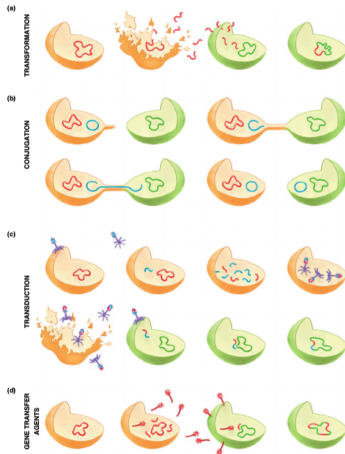 (a)
TRANSFORMATION
(b)
CONJUGATION
(c)
TRANSDUCTION
(d)
GENE TRANSFER
AGENTS